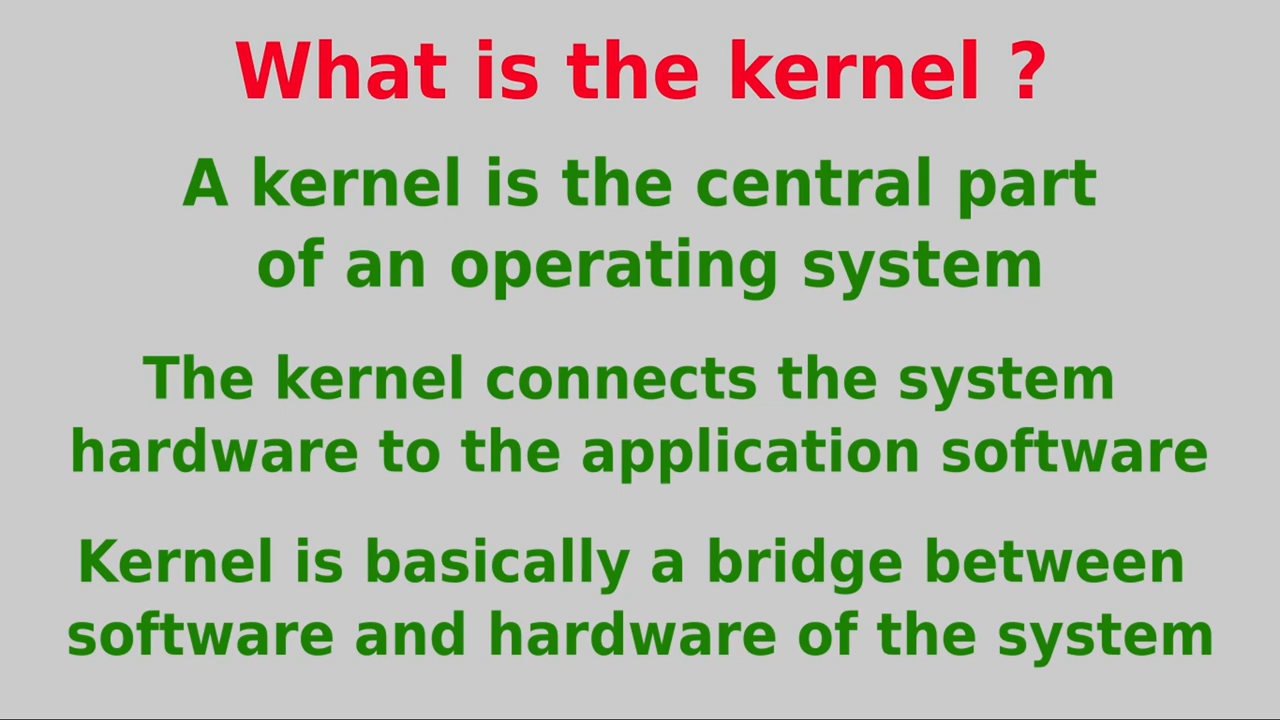 What is the kernel ?
A kernel is the central part
of an operating system
The kernel connects the system
hardware to the application software
Kernel is basically a bridge between
software and hardware of the system